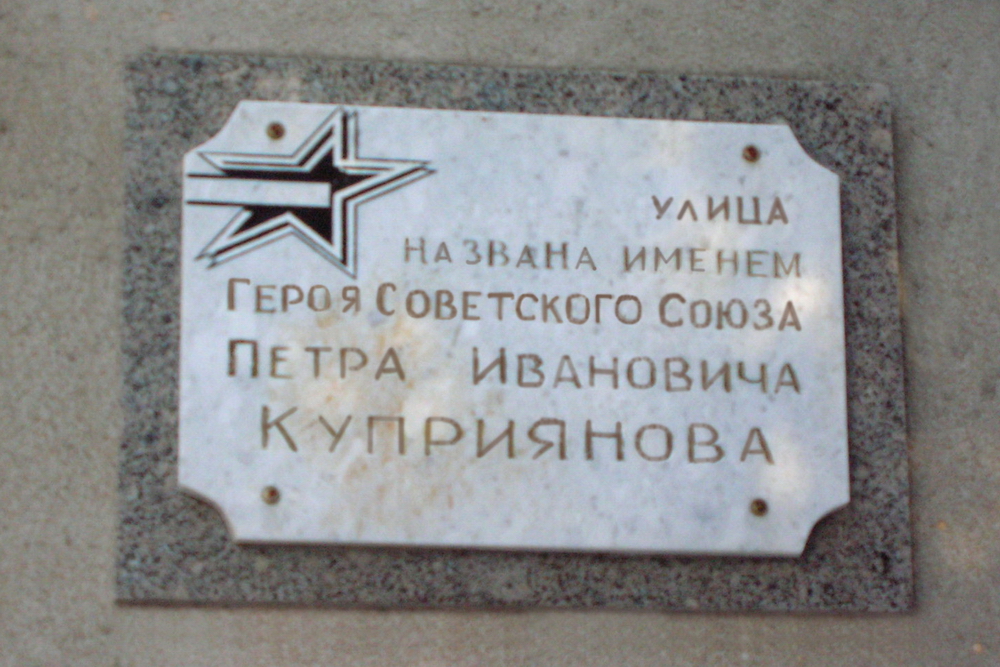 УЛИЦА
НАЗВАНА ИМЕНЕМ
ГЕРОЯ СОВЕТСКОГО СОЮЗА
ПЕТРА ИВАНОВИЧА
КУПРИЯНОВА